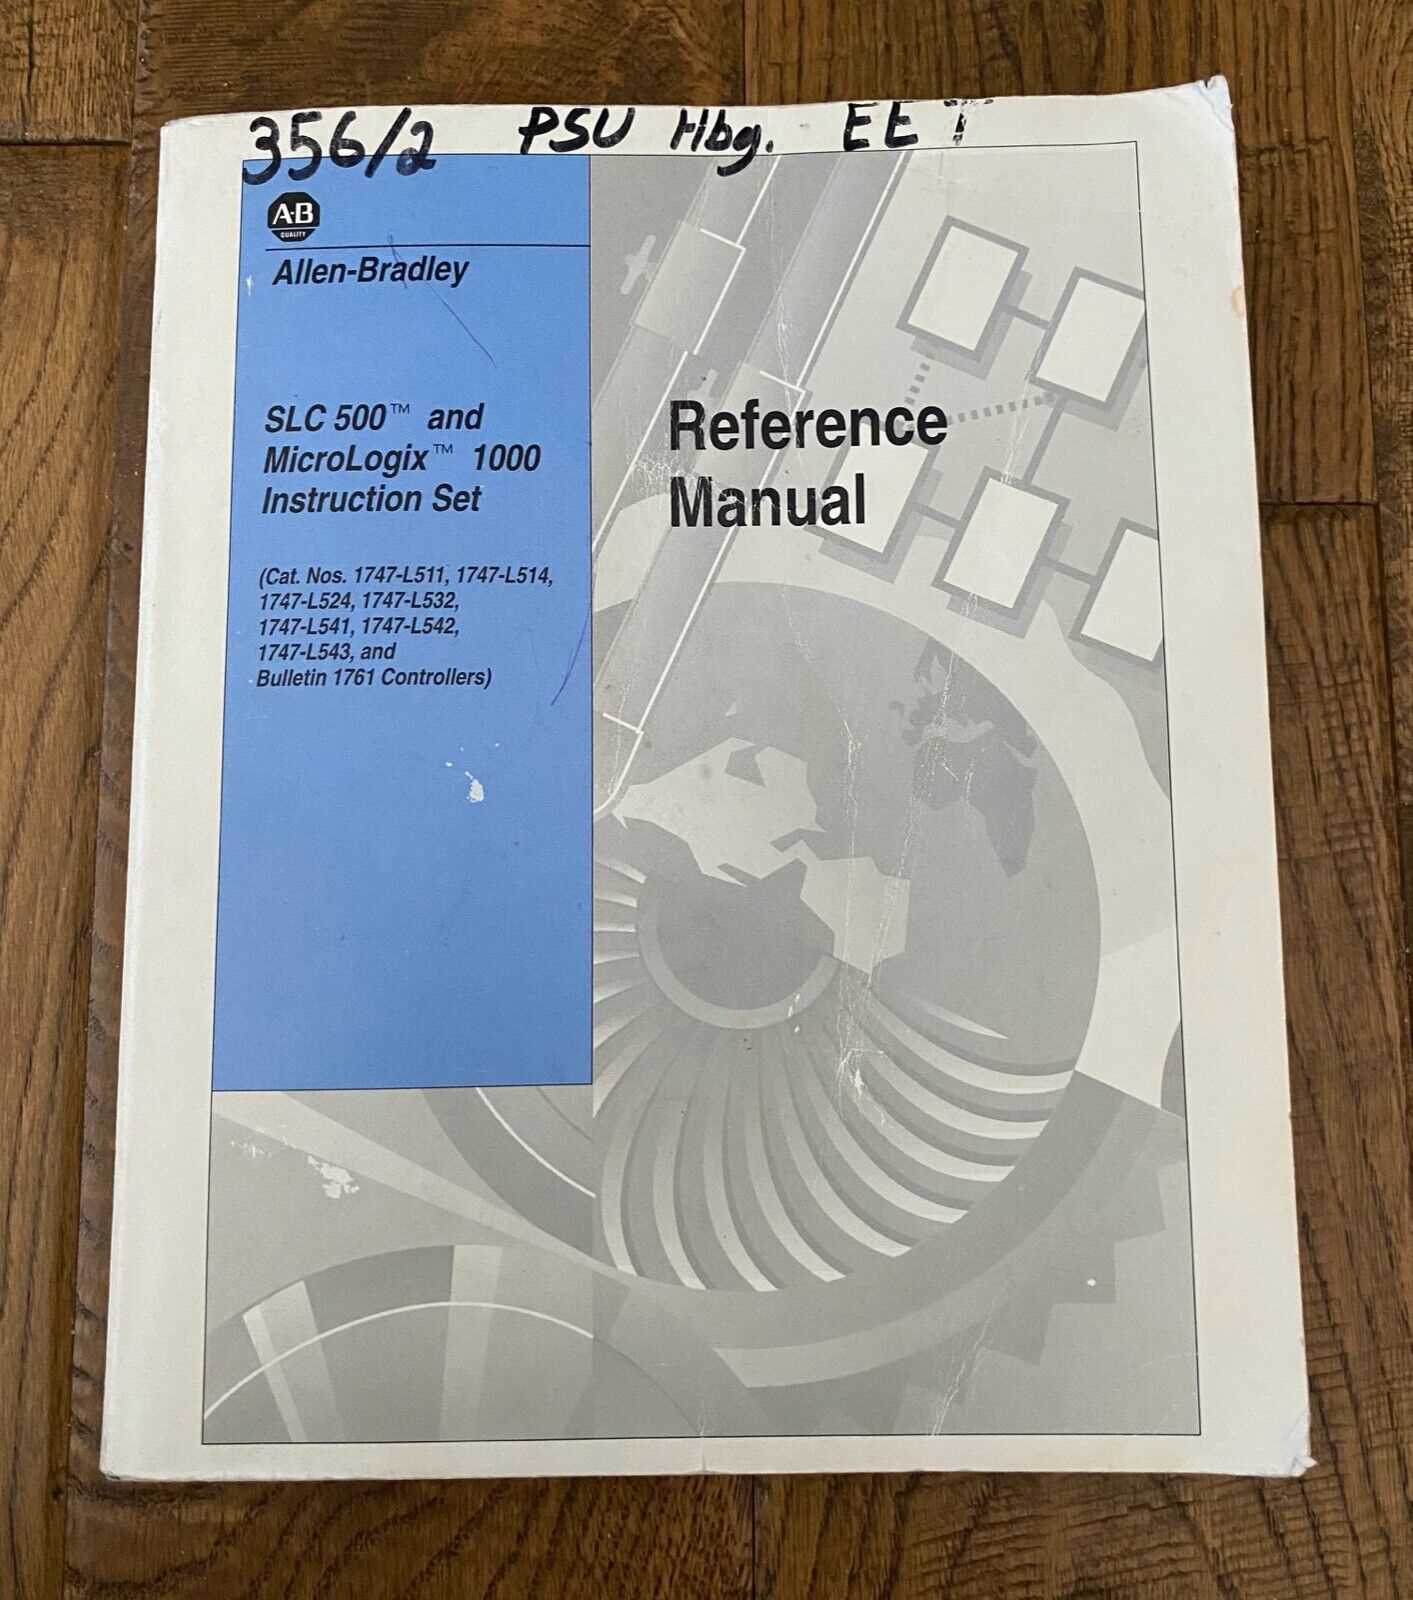 356/2 PSU Hbg. EET
A-B
QUALITY
Allen-Bradley
SLC 500™ and
MicroLogix™ 1000
Instruction Set
(Cat. Nos. 1747-L511, 1747-L514,
1747-L524, 1747-L532,
1747-L541, 1747-L542,
1747-L543, and
Bulletin 1761 Controllers)
Reference
Manual